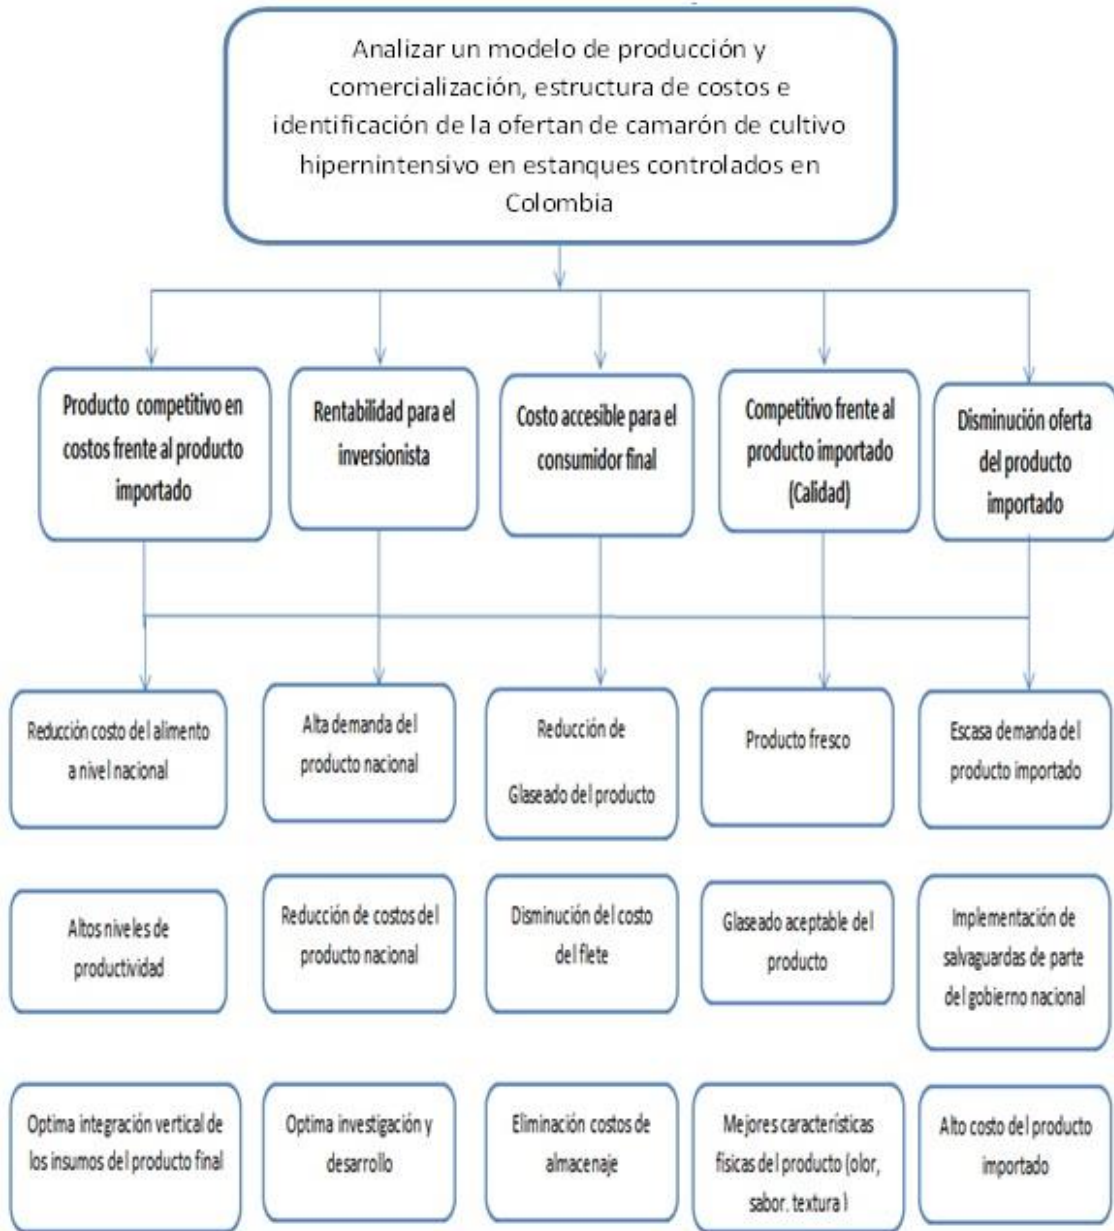 Analizar un modelo de producción y
comercialización, estructura de costos e
identificación de la ofertan de camarón de cultivo
hipernintensivo en estanques controlados en
Colombia
Producto competitivo en
costos frente al producto
importado
Rentabilidad para el
inversionista
Costo accesible para el
consumidor final
Competitivo frente al
producto importado
(Calidad)
Disminución oferta
del producto
importado
Reducción costo del alimento
a nivel nacional
Alta demanda del
producto nacional
Reducción de
Glaseado del producto
Producto fresco
Escasa demanda del
producto importado
Altos niveles de
productividad
Reducción de costos del
producto nacional
Disminución del costo
del flete
Glaseado aceptable del
producto
Implementación de
salvaguardas de parte
del gobierno nacional
Optima integración vertical de
los insumos del producto final
Optima investigación y
desarrollo
Eliminación costos de
almacenaje
Mejores características
físicas del producto (olor,
sabor. textura )
Alto costo del producto
importado